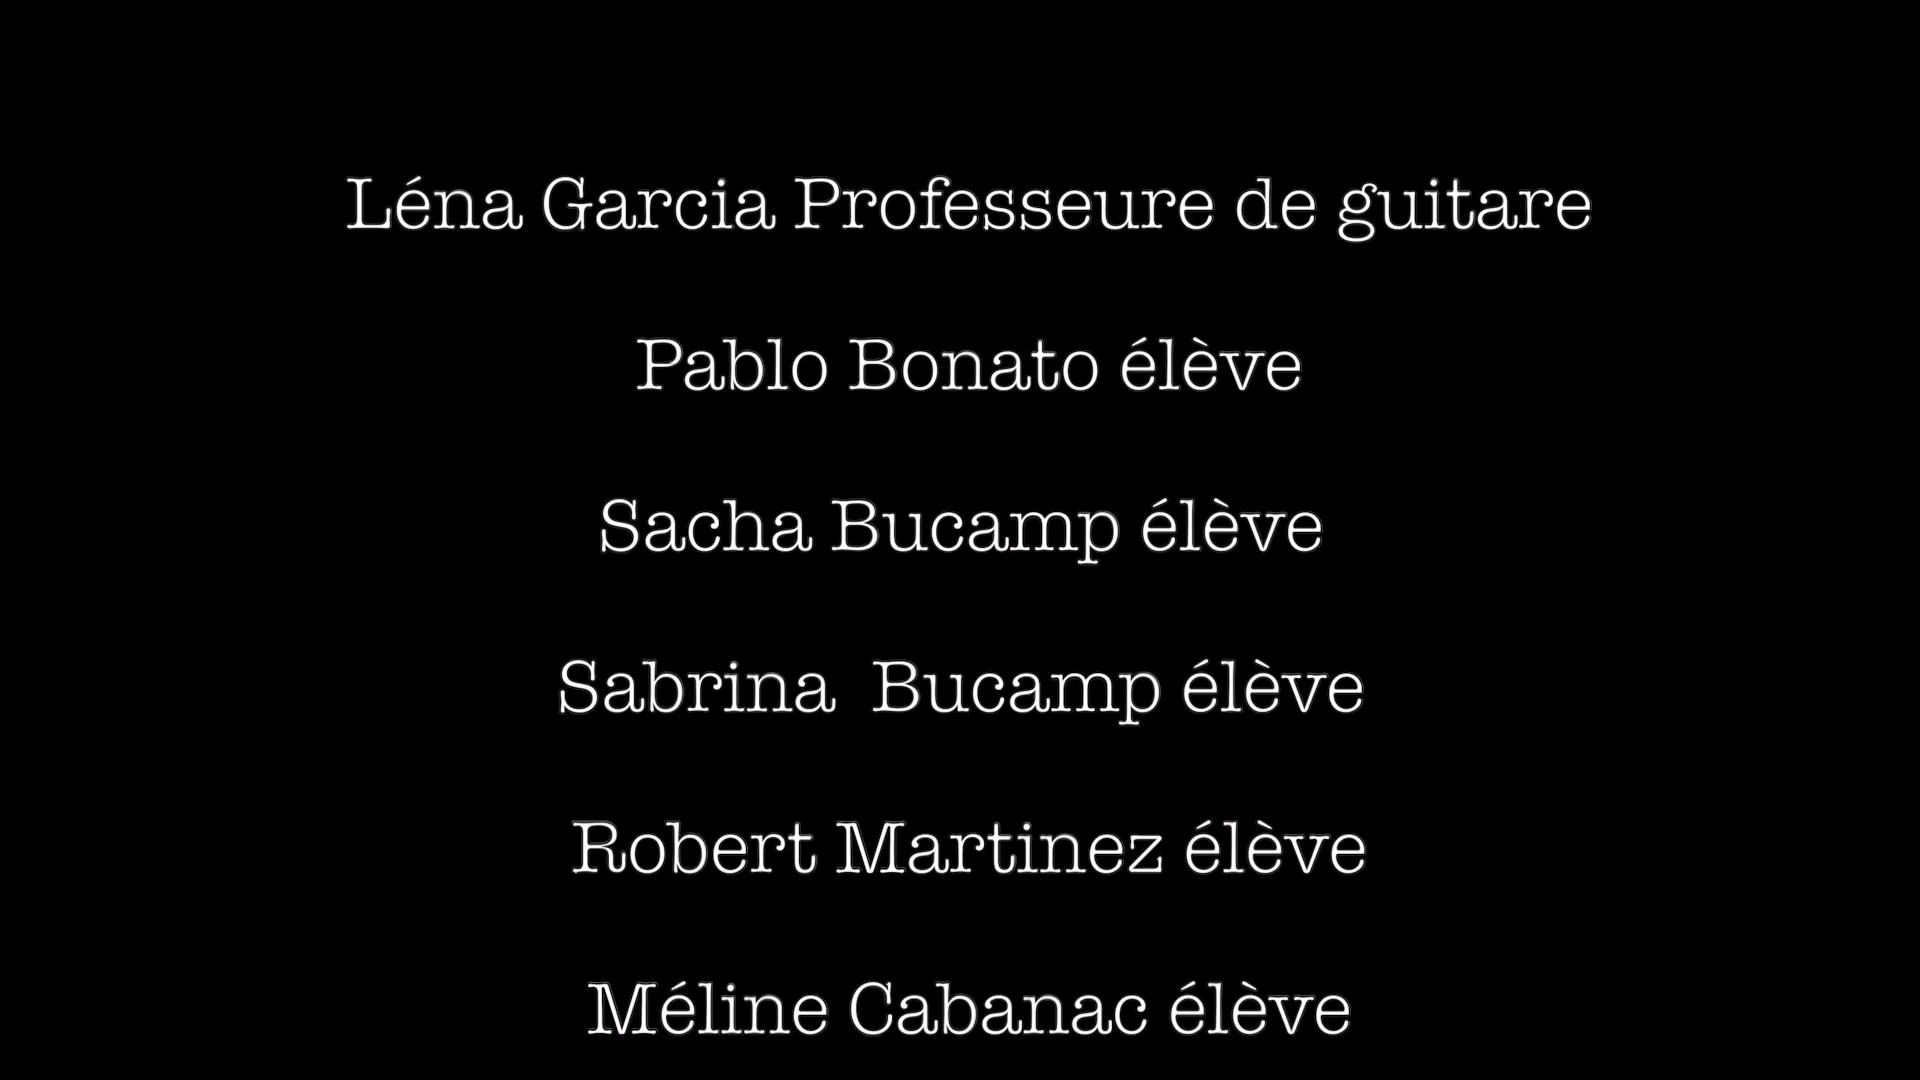 Léna Garcia Professeure de guitare
Pablo Bonato élève
Sacha Bucamp élève
Sabrina  Bucamp élève
Robert Martinez élève
Méline Cabanac élève